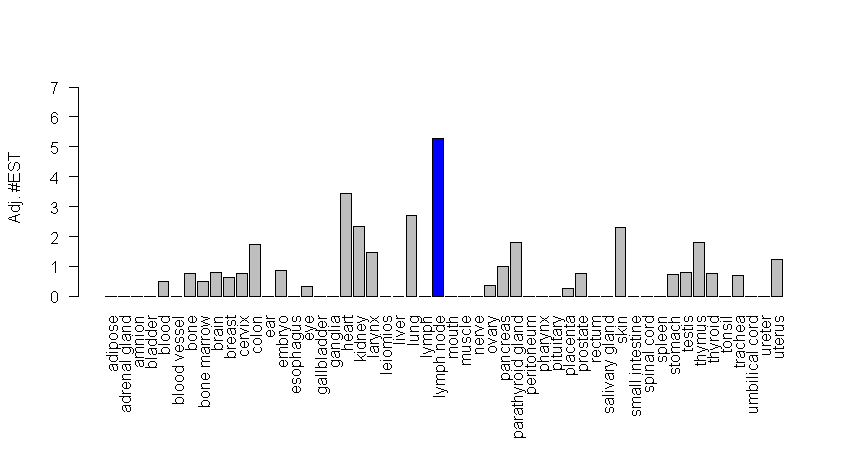 Adj. #EST
7
6
5
4
3
2
1
0
adipose
adrenal gland
amnion
bladder
blood
blood vessel
bone
bone marrow
brain
breast
cervix
colon
ear
embryo
esophagus
eye
gallbladder
ganglia
heart
kidney
larynx
leiomios
liver
lung
lymph
lymph node
mouth
muscle
nerve
ovary
pancreas
parathyroid gland
peritoneum
pharynx
pituitary
placenta
prostate
rectum
salivary gland
skin
small intestine
spinal cord
spleen
stomach
testis
thymus
thyroid
tonsil
trachea
umbilical cord
ureter
uterus